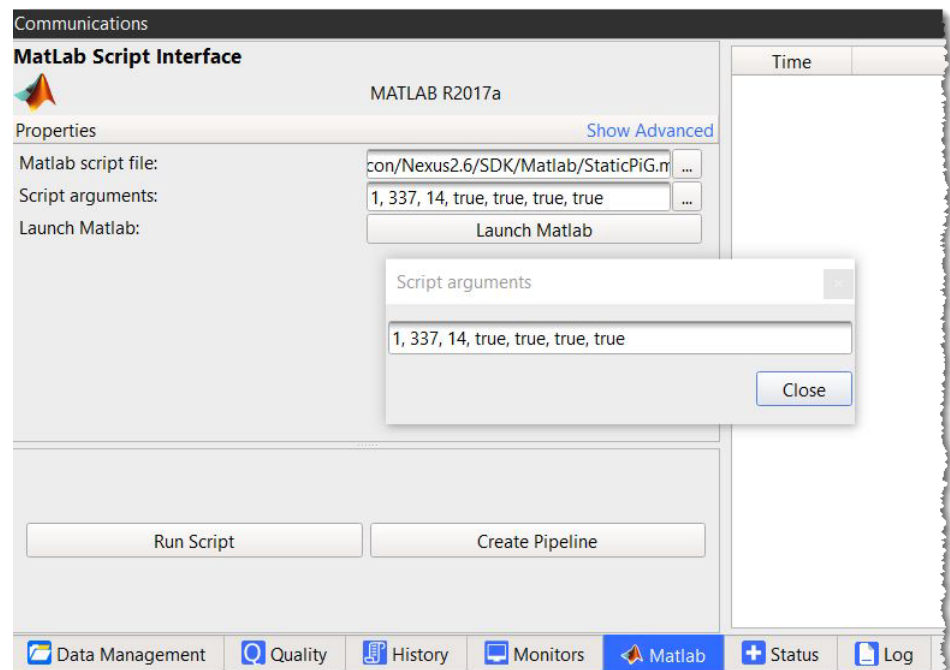 Communications
MatLab Script Interface
MATLAB R2017a
Properties
Show Advanced
Matlab script file:
con/Nexus2.6/SDK/Matlab/StaticPiG.m
...
Script arguments:
1, 337, 14, true, true, true, true
...
Launch Matlab:
Launch Matlab
Time
Script arguments
1, 337, 14, true, true, true, true
Close
Run Script
Create Pipeline
Data Management
Quality
History
Monitors
Matlab
Status
Log